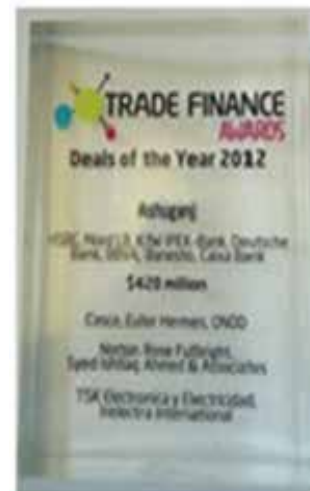 TRADE FINANCE
AWARDS
Deals of the Year 2012
Ashuganj
HSBC, Nord LB, KfW IPEX-Bank, Deutsche
Bank, BBVA, Banesto, Caixa Bank
$420 million
Cesce, Euler Hermes, ONDD
Norton Rose Fulbright,
Syed Ishtiaq Ahmed & Associates
TSK Electronica y Electricidad,
Inelectra International